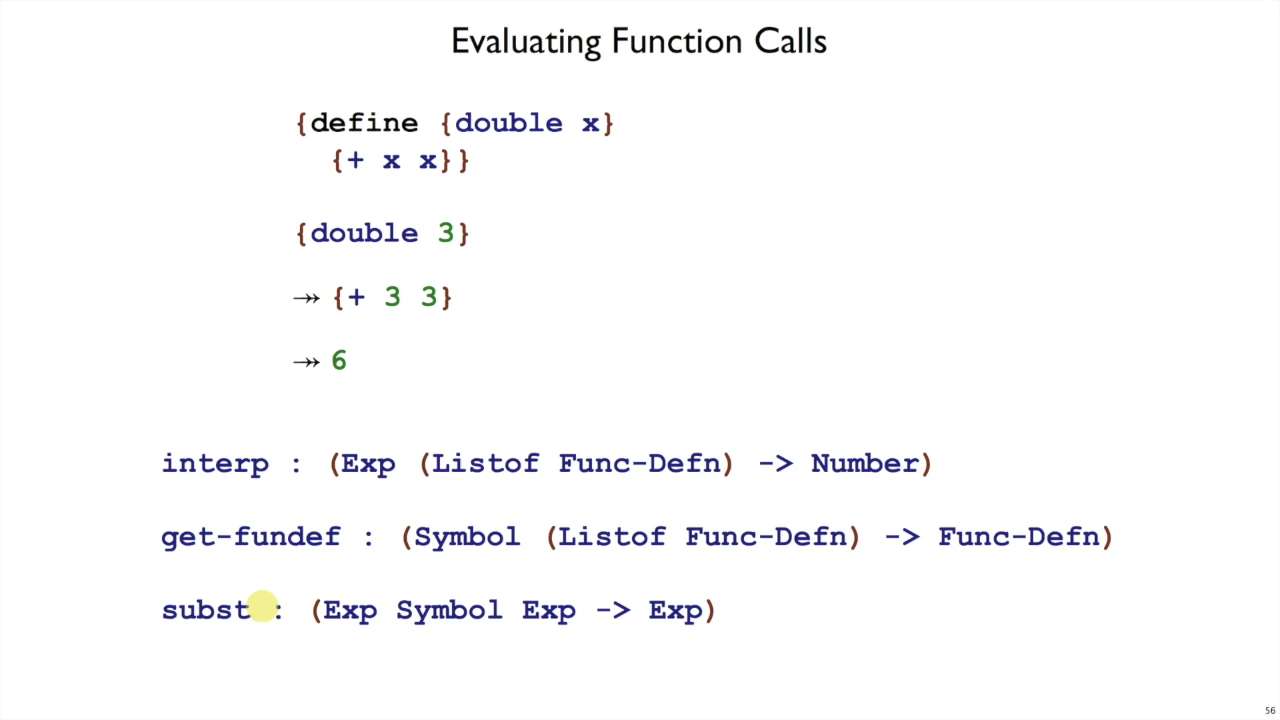 Evaluating Function Calls
{define {double x}
{+ x x}}
{double 3}
↠ {+ 3 3}
↠ 6
interp : (Exp (Listof Func-Defn) -> Number)
get-fundef : (Symbol (Listof Func-Defn) -> Func-Defn)
subst : (Exp Symbol Exp -> Exp)
56